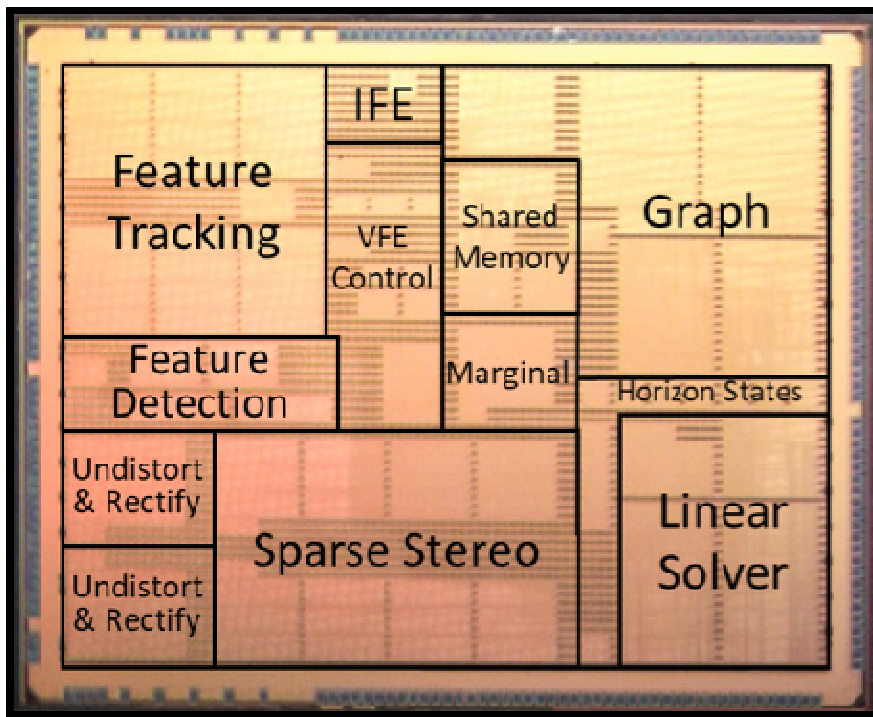 IFE
Feature
Tracking
VFE
Control
Shared
Memory
Graph
Feature
Detection
Marginal
Horizon States
Undistort
& Rectify
Sparse Stereo
Linear
Solver
Undistort
& Rectify